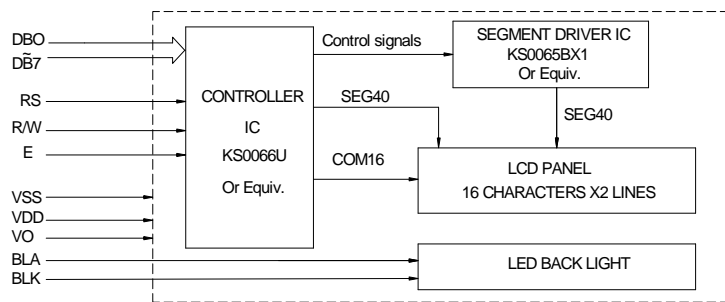 DBO
~
DB7
RS
R/W
E
VSS
VDD
VO
BLA
BLK
CONTROLLER
IC
KS0066U
Or Equiv.
Control signals
SEG40
COM16
SEGMENT DRIVER IC
KS0065BX1
Or Equiv.
SEG40
LCD PANEL
16 CHARACTERS X2 LINES
LED BACK LIGHT